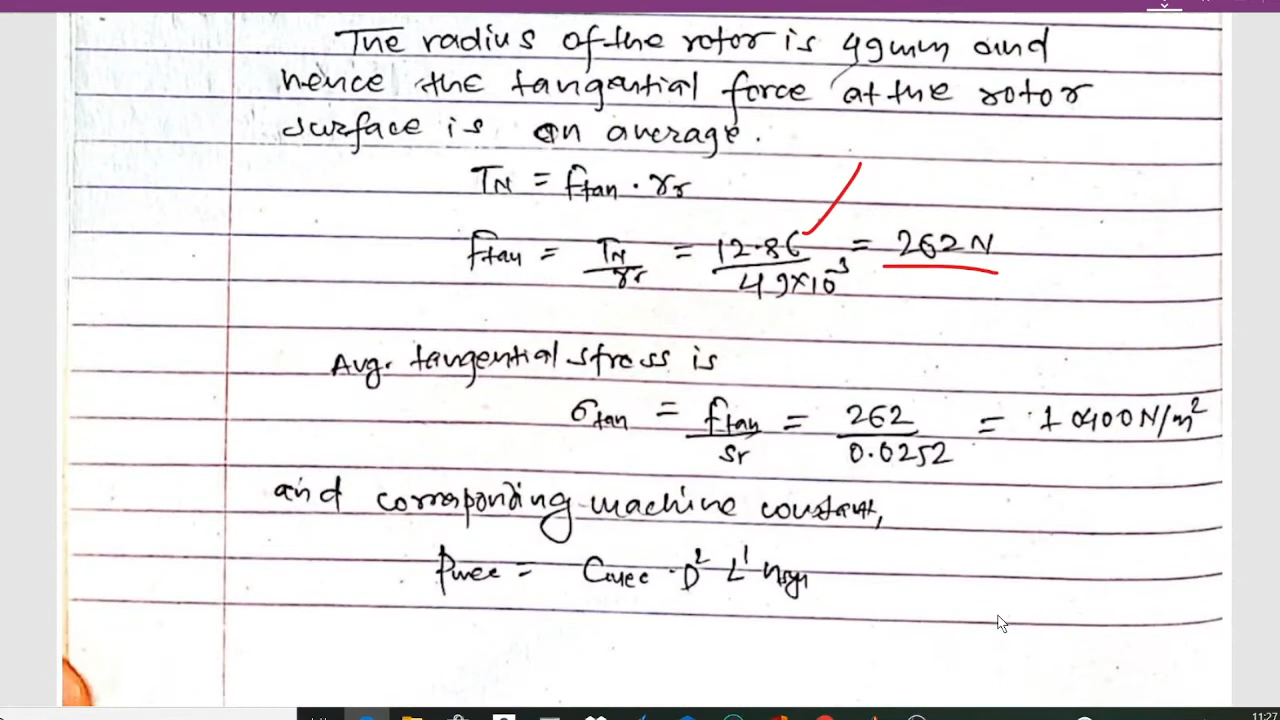 The radius of the rotor is 49mm and
hence the tangential force at the rotor
surface is on average.
TN = Ftan . rr
Ftan = TN/rr = 12.86/49×10^-3 = 262 N
Avg. tangential stress is
σtan = Ftan/Sr = 262/0.0252 = 10400 N/m²
and corresponding machine constant,
Pmec = Cmec . D² L' nsyn
11:27